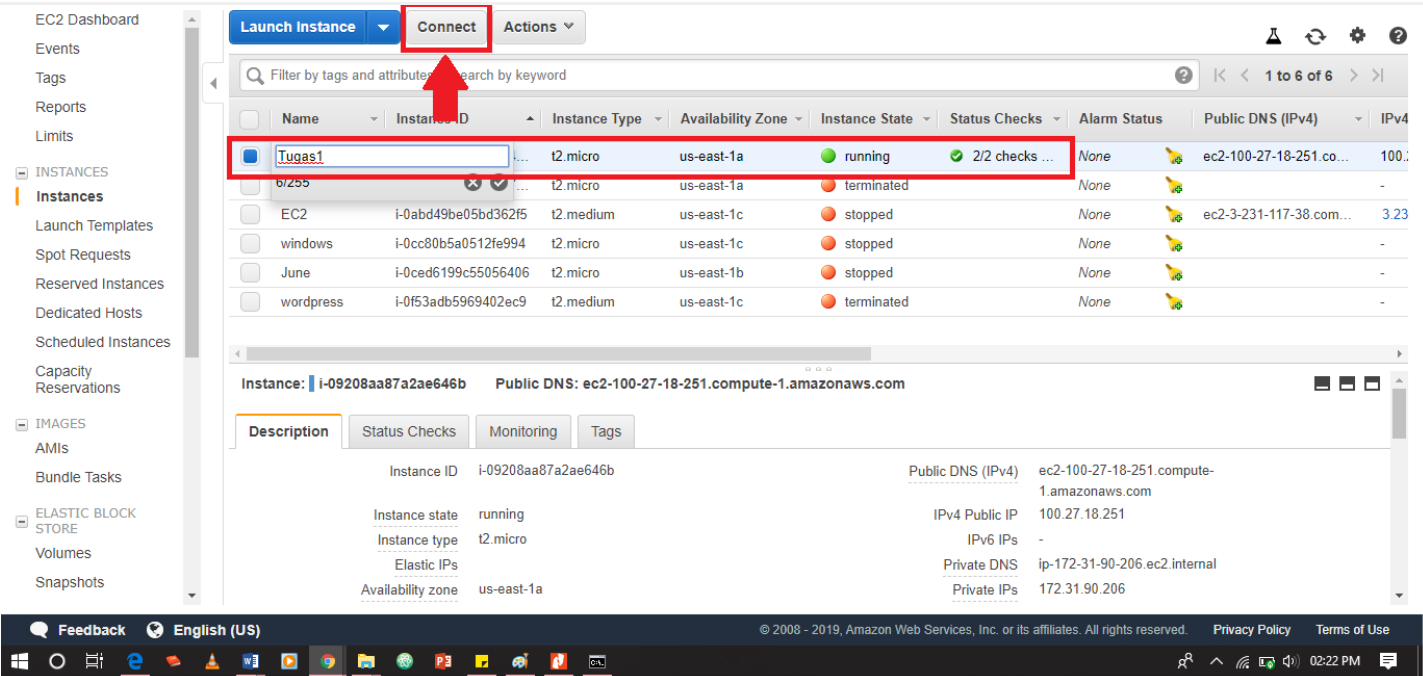 EC2 Dashboard
Events
Tags
Reports
Limits
INSTANCES
Instances
Launch Templates
Spot Requests
Reserved Instances
Dedicated Hosts
Scheduled Instances
Capacity
Reservations
IMAGES
AMIs
Bundle Tasks
ELASTIC BLOCK
STORE
Volumes
Snapshots
Launch Instance Connect Actions
Filter by tags and attributes search by keyword 1 to 6 of 6
Name Instance ID Instance Type Availability Zone Instance State Status Checks Alarm Status Public DNS (IPv4) IPv4
Tugas1 ... t2.micro us-east-1a running 2/2 checks ... None ec2-100-27-18-251.co... 100.
6/255 ... t2.micro us-east-1a terminated None -
EC2 i-0abd49be05bd362f5 t2.medium us-east-1c stopped None ec2-3-231-117-38.com... 3.23
windows i-0cc80b5a0512fe994 t2.micro us-east-1c stopped None -
June i-0ced6199c55056406 t2.micro us-east-1b stopped None -
wordpress i-0f53adb5969402ec9 t2.medium us-east-1c terminated None -
Instance: i-09208aa87a2ae646b Public DNS: ec2-100-27-18-251.compute-1.amazonaws.com
Description Status Checks Monitoring Tags
Instance ID i-09208aa87a2ae646b Public DNS (IPv4) ec2-100-27-18-251.compute-
1.amazonaws.com
Instance state running IPv4 Public IP 100.27.18.251
Instance type t2.micro IPv6 IPs -
Elastic IPs Private DNS ip-172-31-90-206.ec2.internal
Availability zone us-east-1a Private IPs 172.31.90.206
Feedback English (US) © 2008 - 2019, Amazon Web Services, Inc. or its affiliates. All rights reserved. Privacy Policy Terms of Use
02:22 PM